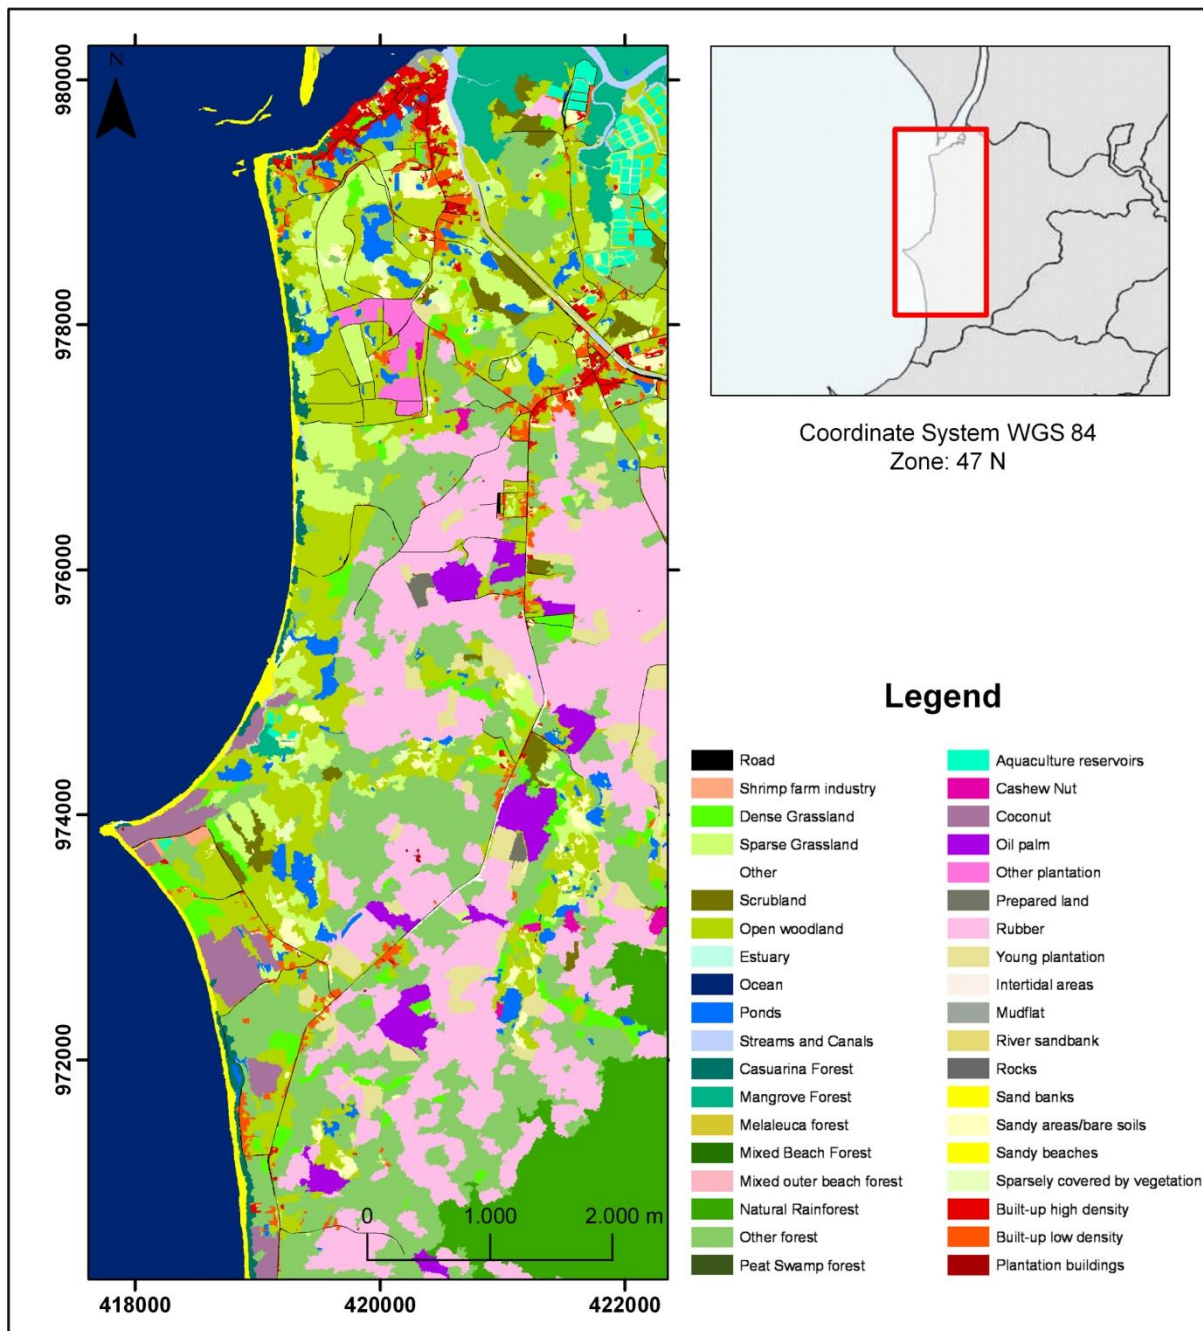 N
980000
978000
976000
974000
972000
418000
420000
422000
0
1.000
2.000 m
Coordinate System WGS 84
Zone: 47 N
Legend
Road
Shrimp farm industry
Dense Grassland
Sparse Grassland
Other
Scrubland
Open woodland
Estuary
Ocean
Ponds
Streams and Canals
Casuarina Forest
Mangrove Forest
Melaleuca forest
Mixed Beach Forest
Mixed outer beach forest
Natural Rainforest
Other forest
Peat Swamp forest
Aquaculture reservoirs
Cashew Nut
Coconut
Oil palm
Other plantation
Prepared land
Rubber
Young plantation
Intertidal areas
Mudflat
River sandbank
Rocks
Sand banks
Sandy areas/bare soils
Sandy beaches
Sparsely covered by vegetation
Built-up high density
Built-up low density
Plantation buildings